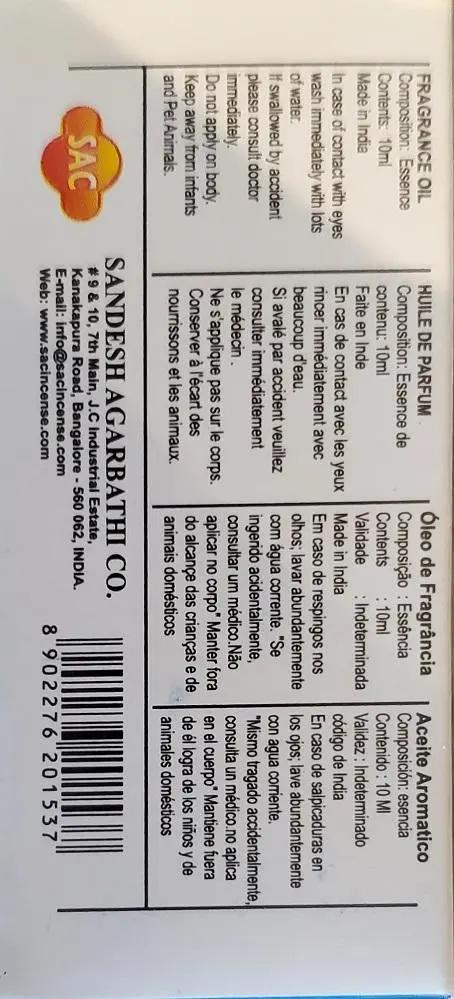 FRAGRANCE OIL
Composition: Essence
Contents: 10ml
Made in India
In case of contact with eyes
wash immediately with lots
of water.
If swallowed by accident
please consult doctor
immediately.
Do not apply on body.
Keep away from infants
and Pet Animals.
HUILE DE PARFUM
Composition: Essence de
contenu: 10ml
Faite en Inde
En cas de contact avec les yeux
rincer immédiatement avec
beaucoup d'eau.
Si avalé par accident veuillez
consulter immédiatement
le médecin .
Ne s'applique pas sur le corps.
Conserver à l'écart des
nourrissons et les animaux.
Óleo de Fragrância
Composição : Essência
Contents : 10ml
Validade : Indeterminada
Made in India
Em caso de respingos nos
olhos; lavar abundantemente
com água corrente. "Se
ingerido acidentalmente,
consultar um médico.Não
aplicar no corpo" Manter fora
do alcance das crianças e de
animais domésticos
Aceite Aromatico
Composición: esencia
Contenido : 10 Ml
Validez : Indeterminado
código de India
En caso de salpicaduras en
los ojos; lave abundantemente
con agua corriente.
"Mismo tragado accidentalmente,
consulta un médico.no aplica
en el cuerpo" Mantiene fuera
de él logra de los niños y de
animales domésticos
SAC
SANDESH AGARBATHI CO.
# 9 & 10, 7th Main, J.C Industrial Estate,
Kanakapura Road, Bangalore - 560 062, INDIA.
E-mail: info@sacincense.com
Web: www.sacincense.com
8 902276 201537